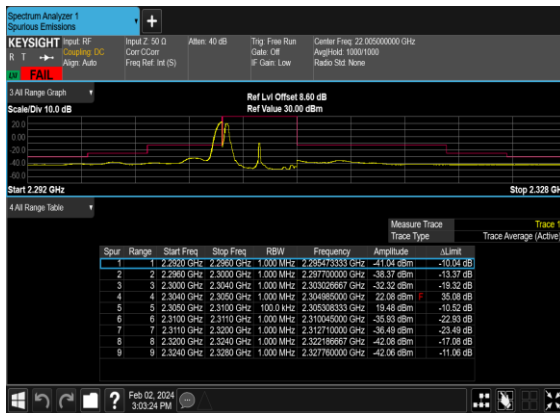 Spectrum Analyzer 1
Spurious Emissions
KEYSIGHT Input: RF Input Z: 50 Ω Atten: 40 dB Trig: Free Run Center Freq: 22.005000000 GHz
R T Coupling: DC Corr CCorr Gate: Off Avg|Hold: 1000/1000
Align: Auto Freq Ref: Int (S) IF Gain: Low Radio Std: None
FAIL
3 All Range Graph
Scale/Div 10.0 dB Ref Lvl Offset 8.60 dB
Ref Value 30.00 dBm
20.0
0.00
-20.0
-40.0
-60.0
Start 2.292 GHz Stop 2.328 GH
4 All Range Table
Measure Trace Trace 1
Trace Type Trace Average (Active)
Spur Range Start Freq Stop Freq RBW Frequency Amplitude ΔLimit
1 1 2.2920 GHz 2.2960 GHz 1.000 MHz 2.295473333 GHz -41.04 dBm -10.04 dB
2 2 2.2960 GHz 2.3000 GHz 1.000 MHz 2.297700000 GHz -38.37 dBm -13.37 dB
3 3 2.3000 GHz 2.3040 GHz 1.000 MHz 2.303026667 GHz -32.32 dBm -19.32 dB
4 4 2.3040 GHz 2.3050 GHz 1.000 MHz 2.304985000 GHz 22.08 dBm F 35.08 dB
5 5 2.3050 GHz 2.3100 GHz 100.0 kHz 2.305308333 GHz 19.48 dBm -10.52 dB
6 6 2.3100 GHz 2.3110 GHz 1.000 MHz 2.310045000 GHz -35.93 dBm -22.93 dB
7 7 2.3110 GHz 2.3200 GHz 1.000 MHz 2.312710000 GHz -36.49 dBm -23.49 dB
8 8 2.3200 GHz 2.3240 GHz 1.000 MHz 2.322186667 GHz -42.08 dBm -17.08 dB
9 9 2.3240 GHz 2.3280 GHz 1.000 MHz 2.327760000 GHz -42.06 dBm -11.06 dB
Feb 02, 2024
3:03:24 PM